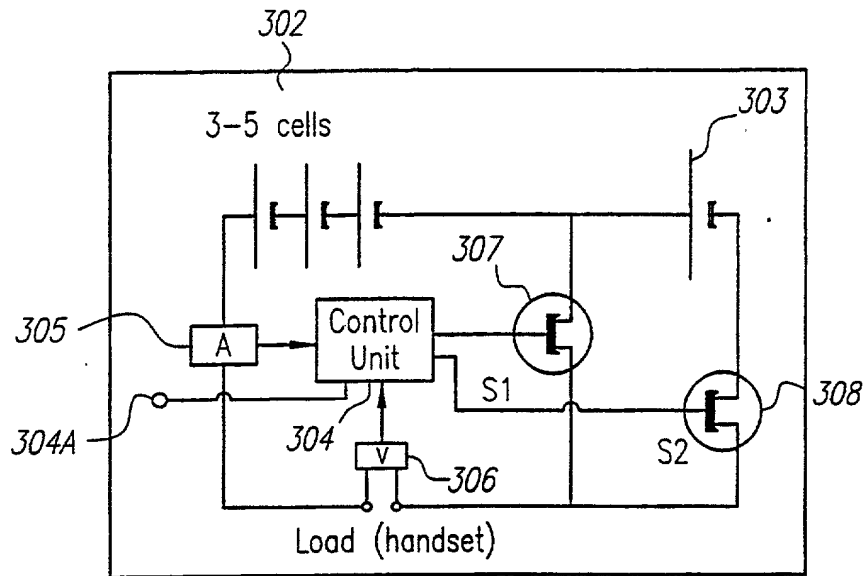 302
3-5 cells
303
307
305
A
Control
Unit
S1
308
304A
304
V
306
S2
Load (handset)